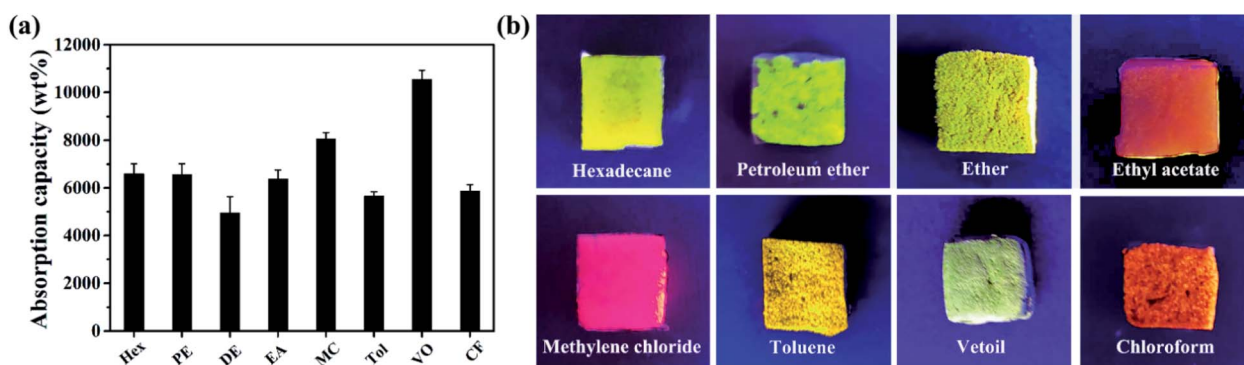 (a)
Absorption capacity (wt%)
12000
10000
8000
6000
4000
2000
0
Hex
PE
DE
EA
MC
Tol
VO
CF
(b)
Hexadecane
Petroleum ether
Ether
Ethyl acetate
Methylene chloride
Toluene
Vetoil
Chloroform